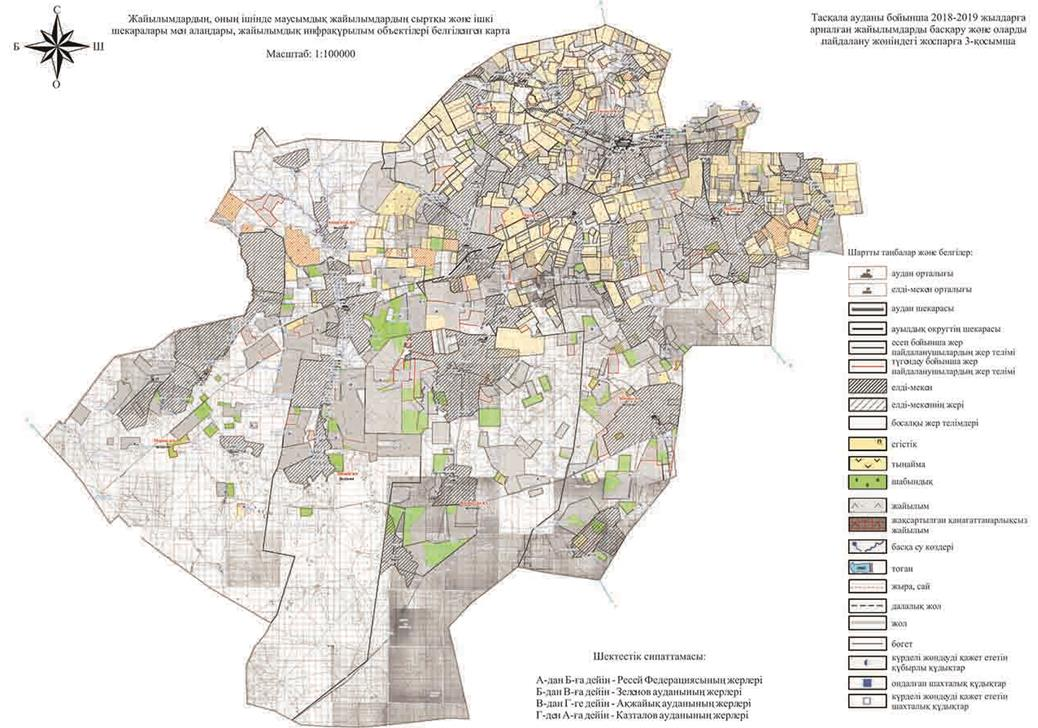 С
Б
Ш
О
Жайылымдардың, оның ішінде маусымдық жайылымдардың сыртқы және ішкі
шекаралары мен алаңдары, жайылымдық инфрақұрылым объектілері белгіленген карта
Масштаб: 1:100000
Тасқала ауданы бойынша 2018-2019 жылдарға
арналған жайылымдарды басқару және оларды
пайдалану жөніндегі жоспарға 3-қосымша
Шартты таңбалар және белгілер:
аудан орталығы
елді-мекен орталығы
аудан шекарасы
ауылдық округтің шекарасы
есеп бойынша жер
пайдаланушылардың жер телімі
түгендеу бойынша жер
пайдаланушылардың жер телімі
елді-мекен
елді-мекеннің жері
босалқы жер телімдері
егістік
тыңайма
шабындық
жайылым
жақсартылған қанағаттанарлықсыз
жайылым
басқа су көздері
тоған
жыра, сай
далалық жол
жол
бөгет
күрделі жөндеуді қажет ететін
құбырлы құдықтар
оңдалған шахталық құдықтар
күрделі жөндеуді қажет ететін
шахталық құдықтар
Шектестік сипаттамасы:
А-дан Б-ға дейін - Ресей Федерациясының жерлері
Б-дан В-ға дейін - Зеленов ауданының жерлері
В-дан Г-ге дейін - Ақжайық ауданының жерлері
Г-ден А-ға дейін - Казталов ауданының жерлері